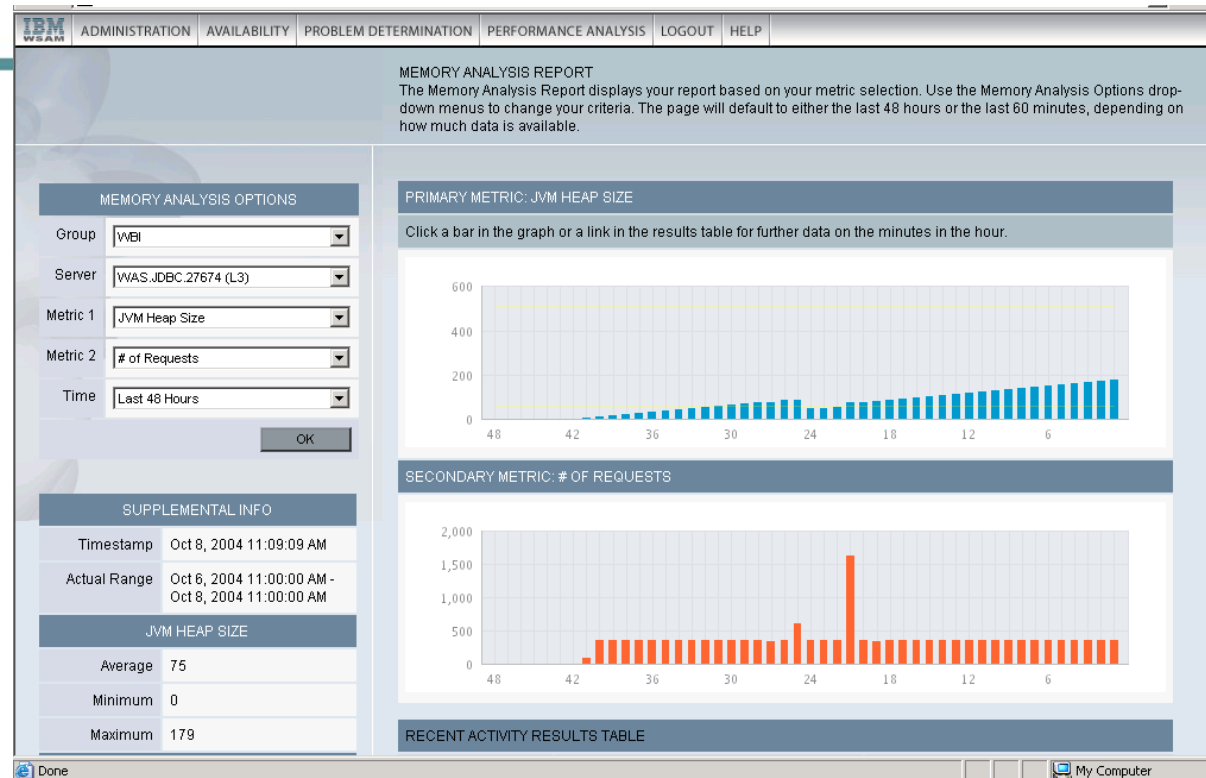 IBM
WSAM
ADMINISTRATION AVAILABILITY PROBLEM DETERMINATION PERFORMANCE ANALYSIS LOGOUT HELP
MEMORY ANALYSIS REPORT
The Memory Analysis Report displays your report based on your metric selection. Use the Memory Analysis Options drop-
down menus to change your criteria. The page will default to either the last 48 hours or the last 60 minutes, depending on
how much data is available.
MEMORY ANALYSIS OPTIONS
Group WBI
Server WAS.JDBC.27674 (L3)
Metric 1 JVM Heap Size
Metric 2 # of Requests
Time Last 48 Hours
OK
SUPPLEMENTAL INFO
Timestamp Oct 8, 2004 11:09:09 AM
Actual Range Oct 6, 2004 11:00:00 AM -
Oct 8, 2004 11:00:00 AM
JVM HEAP SIZE
Average 75
Minimum 0
Maximum 179
PRIMARY METRIC: JVM HEAP SIZE
Click a bar in the graph or a link in the results table for further data on the minutes in the hour.
600
400
200
0
48 42 36 30 24 18 12 6
SECONDARY METRIC: # OF REQUESTS
2,000
1,500
1,000
500
0
48 42 36 30 24 18 12 6
RECENT ACTIVITY RESULTS TABLE
Done
My Computer